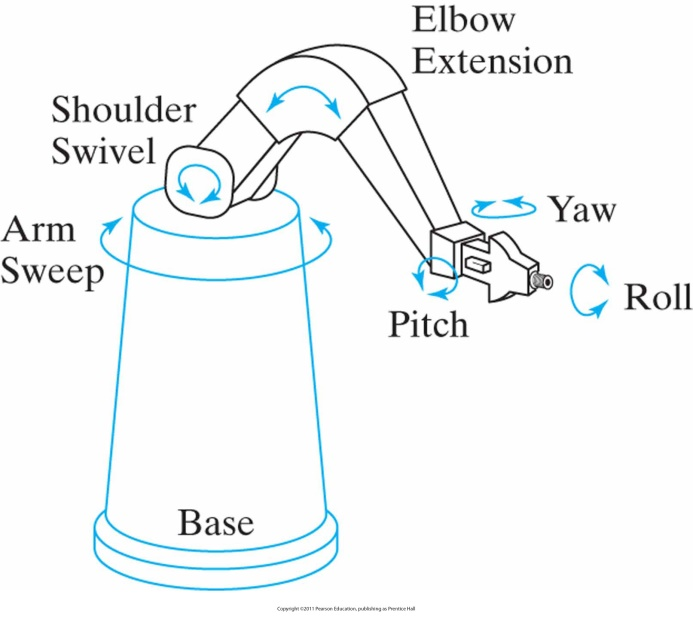 Elbow
Extension
Shoulder
Swivel
Yaw
Arm
Sweep
Roll
Pitch
Base
Copyright ©2011 Pearson Education, publishing as Prentice Hall